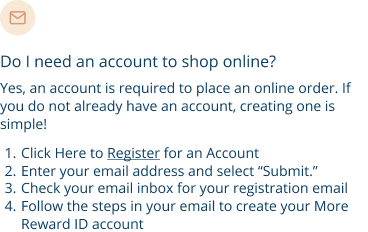 Do I need an account to shop online?
Yes, an account is required to place an online order. If
you do not already have an account, creating one is
simple!
1. Click Here to Register for an Account
2. Enter your email address and select “Submit.”
3. Check your email inbox for your registration email
4. Follow the steps in your email to create your More
Reward ID account